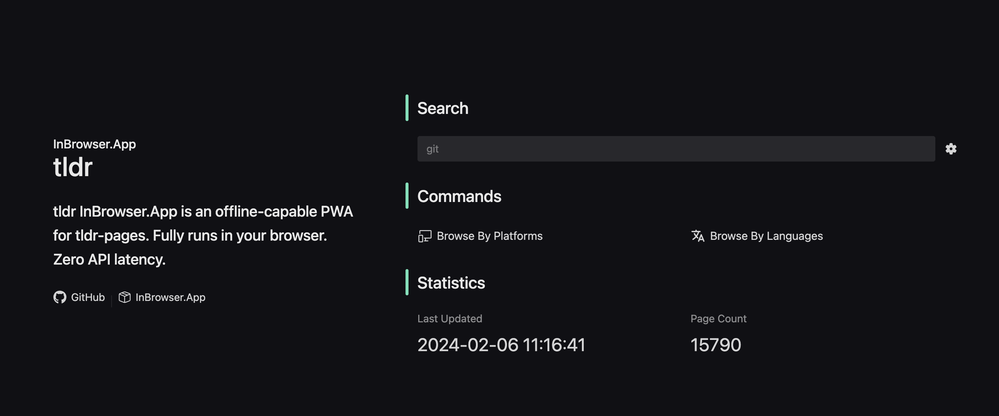 InBrowser.App
tldr
tldr InBrowser.App is an offline-capable PWA
for tldr-pages. Fully runs in your browser.
Zero API latency.
GitHub
InBrowser.App
Search
git
Commands
Browse By Platforms
Browse By Languages
Statistics
Last Updated
2024-02-06 11:16:41
Page Count
15790